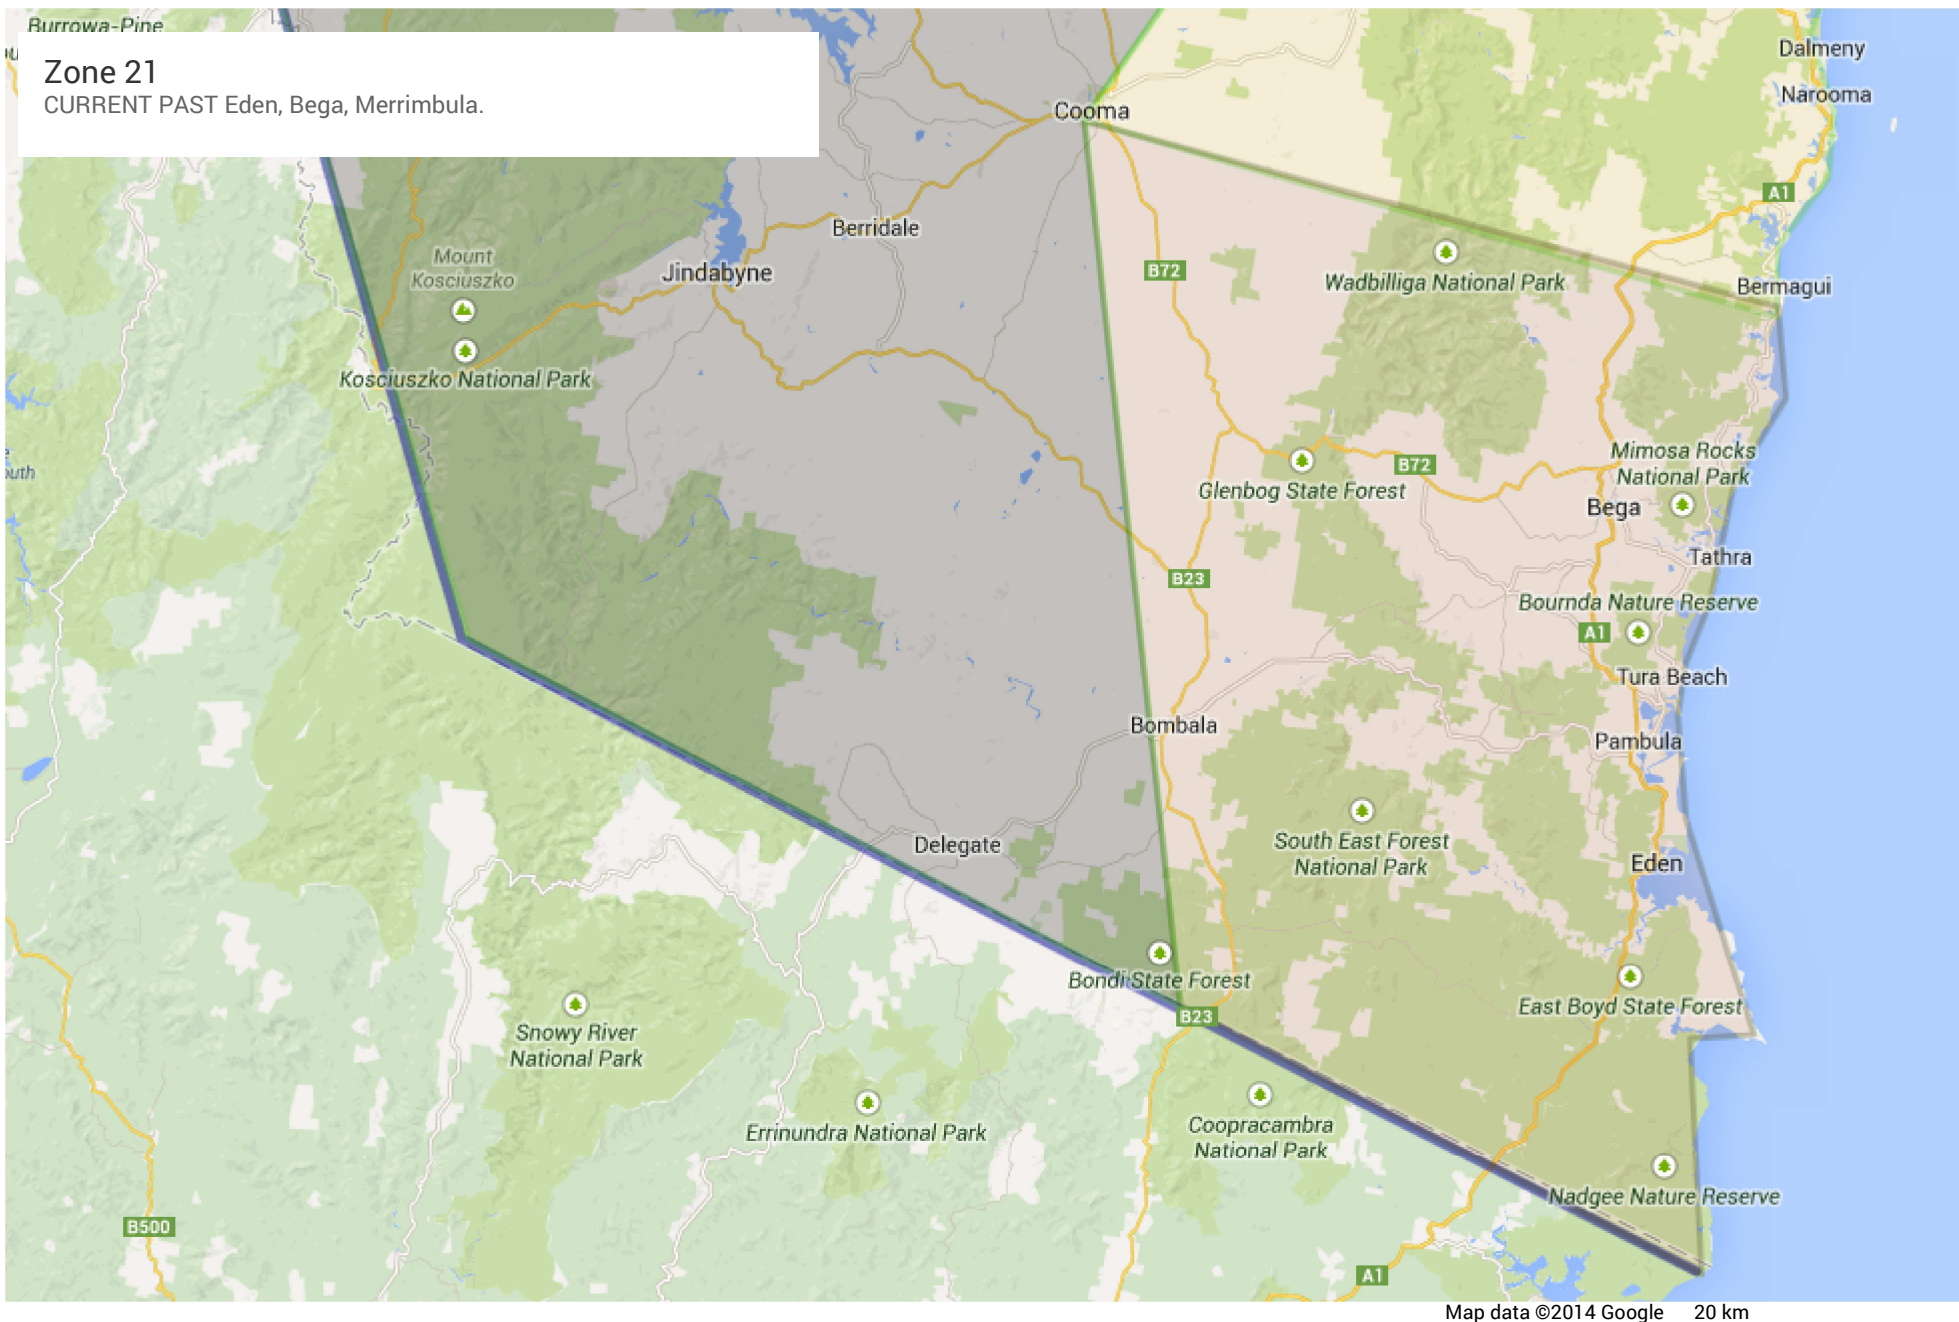 Burrowa-Pine
Zone 21
CURRENT PAST Eden, Bega, Merrimbula.
Dalmeny
Narooma
Cooma
A1
Berridale
Mount
Kosciuszko
Jindabyne
B72
Wadbilliga National Park
Bermagui
Kosciuszko National Park
Mimosa Rocks
National Park
B72
Glenbog State Forest
Bega
outh
Tathra
B23
Bournda Nature Reserve
A1
Tura Beach
Bombala
Pambula
Delegate
South East Forest
National Park
Eden
Bondi State Forest
East Boyd State Forest
B23
Snowy River
National Park
Coopracambra
National Park
Errinundra National Park
Nadgee Nature Reserve
B500
A1
Map data ©2014 Google 20 km